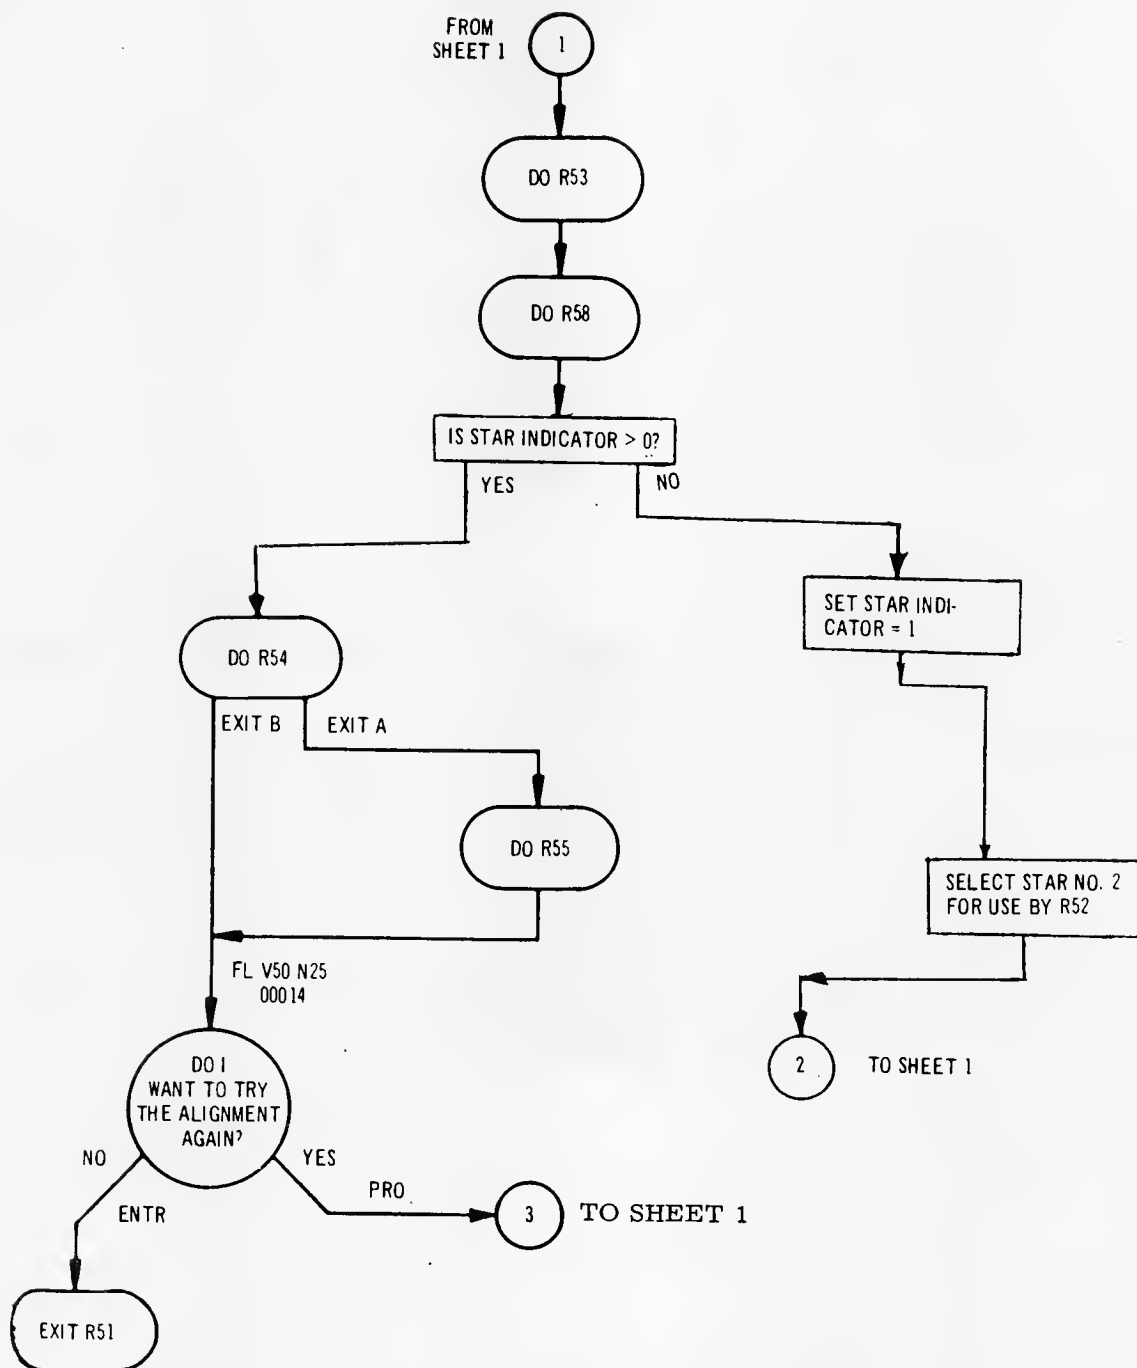 FROM
SHEET 1
1
DO R53
DO R58
IS STAR INDICATOR > 0?
YES
NO
SET STAR INDI-
CATOR = 1
DO R54
EXIT B
EXIT A
DO R55
SELECT STAR NO. 2
FOR USE BY R52
FL V50 N25
00014
2
TO SHEET 1
DO I
WANT TO TRY
THE ALIGNMENT
AGAIN?
NO
YES
ENTR
PRO
3
TO SHEET 1
EXIT R51